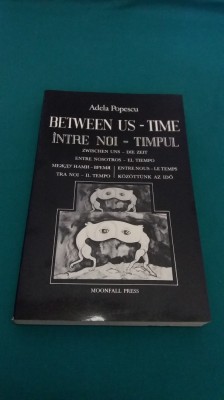 Adela Popescu
BETWEEN US - TIME
ÎNTRE NOI - TIMPUL
ZWISCHEN UNS - DIE ZEIT
ENTRE NOSOTROS - EL TIEMPO
МЕЖДУ НАМИ - ВРЕМЯ ENTRE NOUS - LE TEMPS
TRA NOI - IL TEMPO KÖZÖTTÜNK AZ IDŐ
MOONFALL PRESS